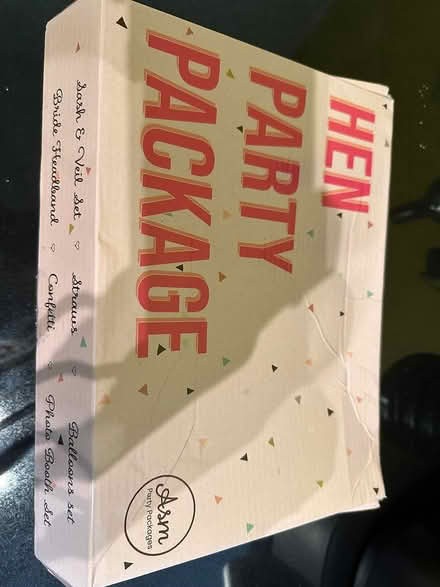 HEN
PARTY
PACKAGE
Asm
Party Packages
Sash & Veil Set ♡ Straws ♡ Balloons set
Bride Headband ♡ Confetti ♡ Photo Booth Set